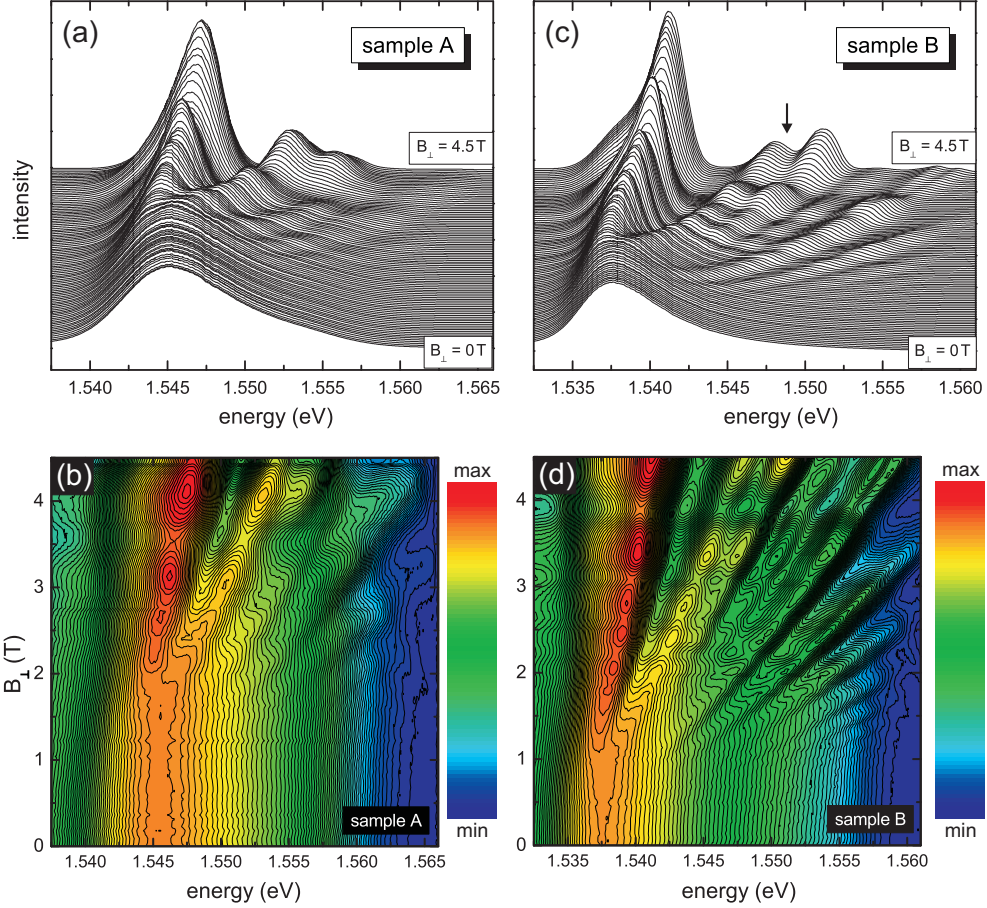 (a)
sample A
B⊥ = 4.5 T
B⊥ = 0 T
intensity
1.540 1.545 1.550 1.555 1.560 1.565
energy (eV)
(c)
sample B
B⊥ = 4.5 T
B⊥ = 0 T
1.535 1.540 1.545 1.550 1.555 1.560
energy (eV)
(b)
4
3
2
1
0
B⊥ (T)
sample A
1.540 1.545 1.550 1.555 1.560 1.565
energy (eV)
max
min
(d)
4
3
2
1
0
sample B
1.535 1.540 1.545 1.550 1.555 1.560
energy (eV)
max
min